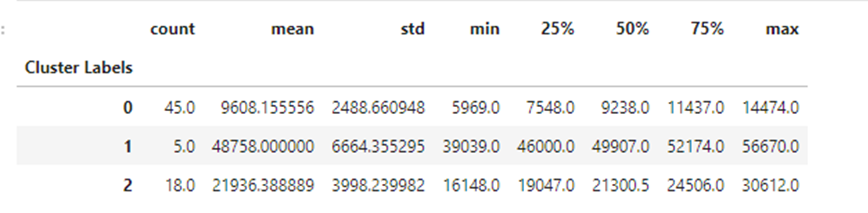 :
count mean std min 25% 50% 75% max
Cluster Labels
0 45.0 9608.155556 2488.660948 5969.0 7548.0 9238.0 11437.0 14474.0
1 5.0 48758.000000 6664.355295 39039.0 46000.0 49907.0 52174.0 56670.0
2 18.0 21936.388889 3998.239982 16148.0 19047.0 21300.5 24506.0 30612.0